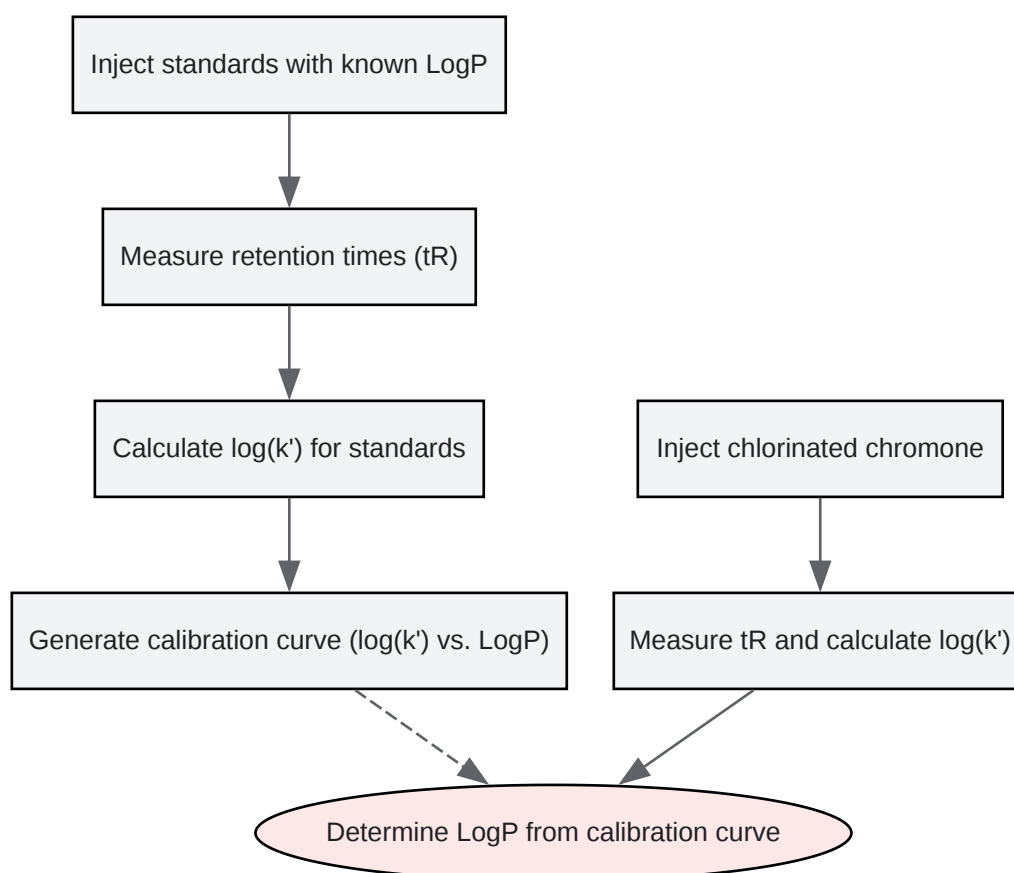 Inject standards with known LogP
Measure retention times (tR)
Calculate log(k') for standards
Inject chlorinated chromone
Generate calibration curve (log(k') vs. LogP)
Measure tR and calculate log(k')
Determine LogP from calibration curve